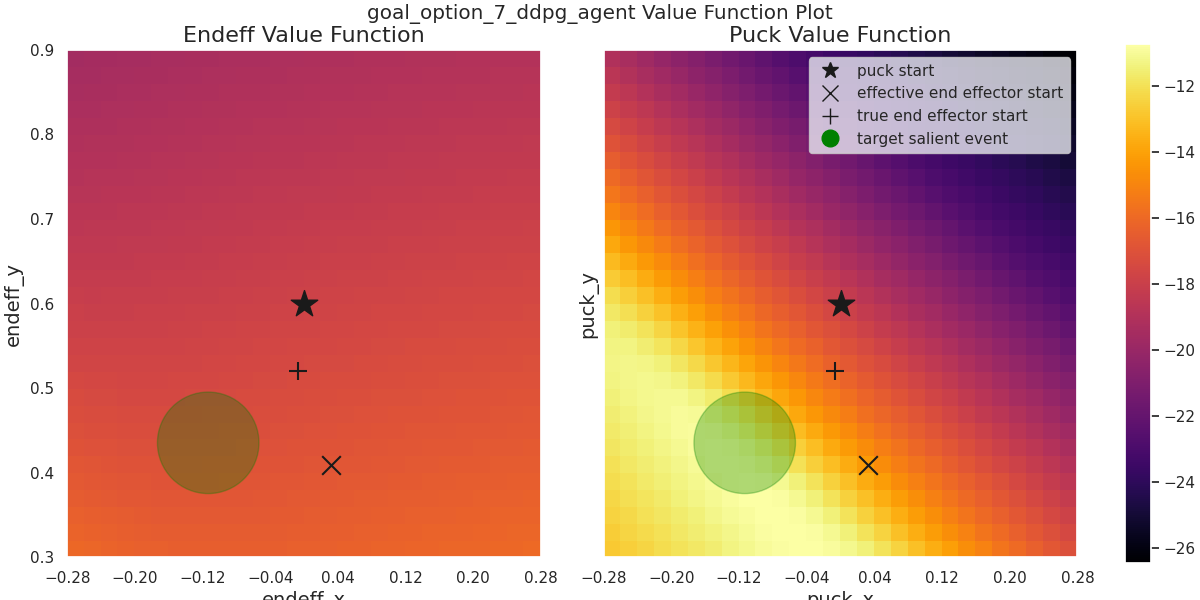 goal_option_7_ddpg_agent Value Function Plot
Endeff Value Function
Puck Value Function
0.9
0.8
0.7
0.6
0.5
0.4
0.3
endeff_y
−0.28 −0.20 −0.12 −0.04 0.04 0.12 0.20 0.28
endeff_x
puck_y
puck start
effective end effector start
true end effector start
target salient event
−0.28 −0.20 −0.12 −0.04 0.04 0.12 0.20 0.28
puck_x
−12
−14
−16
−18
−20
−22
−24
−26